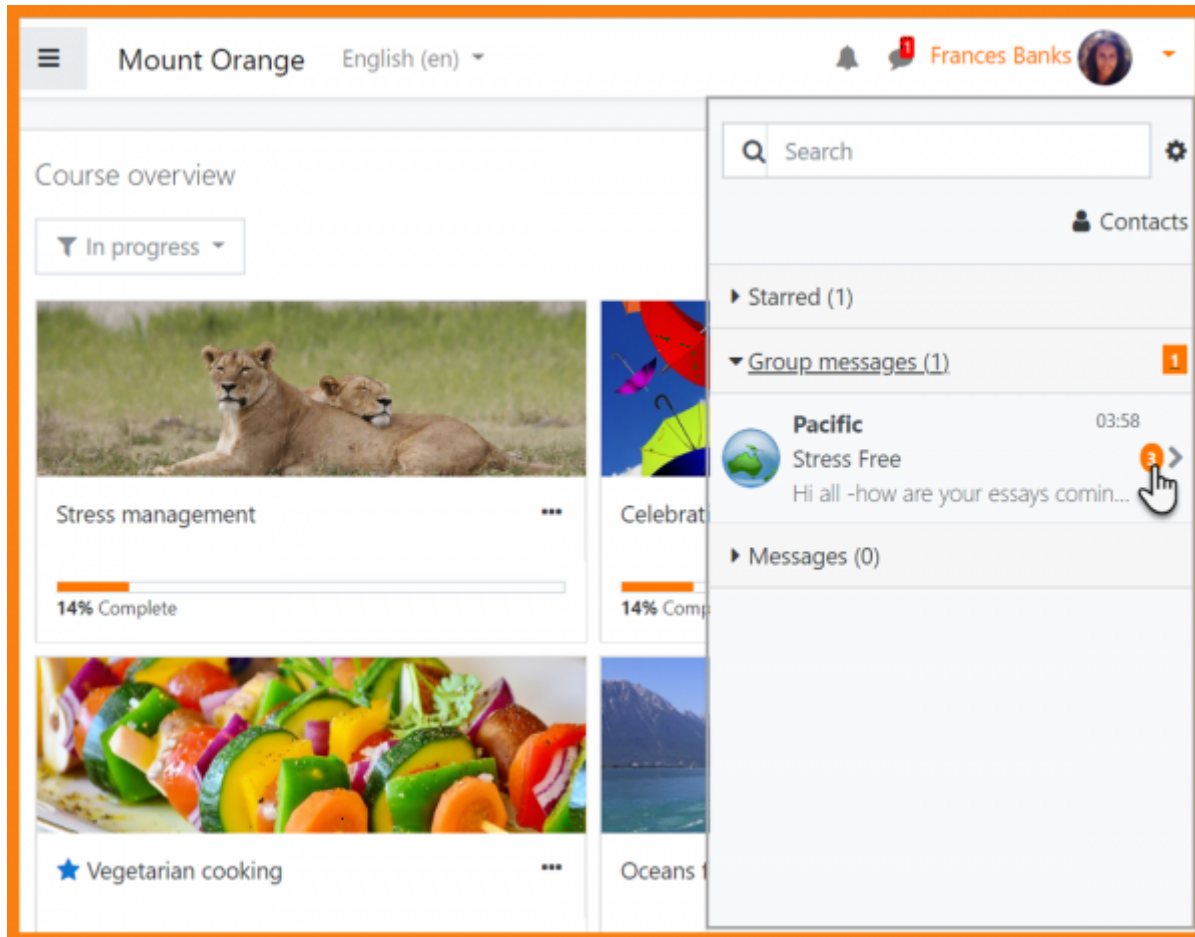 Mount Orange English (en) 1 Frances Banks
Search
Course overview
Contacts
In progress
Starred (1)
Group messages (1) 1
Pacific 03:58
Stress Free 3
Hi all -how are your essays comin...
Stress management ...
Celebrati
Messages (0)
14% Complete
14% Comp
Vegetarian cooking ...
Oceans